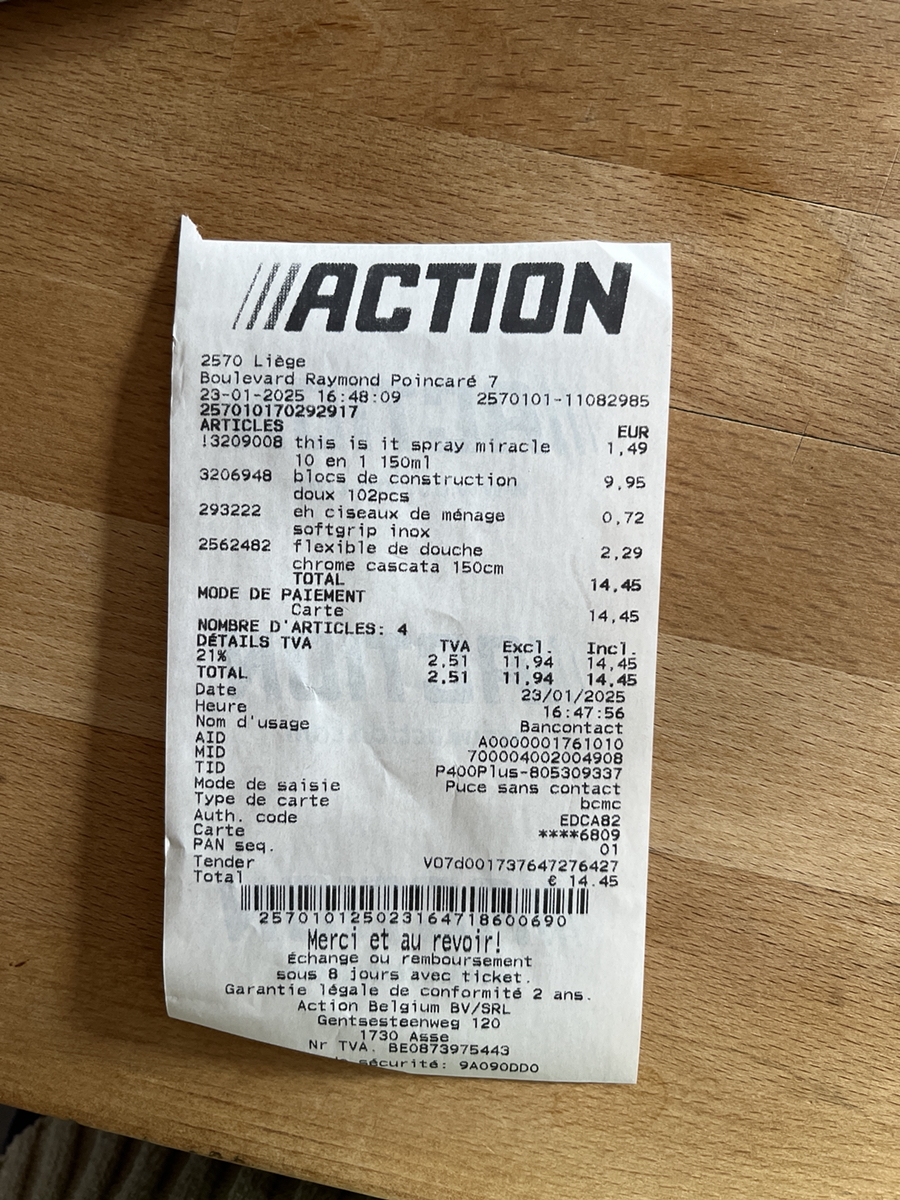 ACTION
2570 Liège
Boulevard Raymond Poincaré 7
23-01-2025 16:48:09 2570101-11082985
257010170292917
ARTICLES EUR
!3209008 this is it spray miracle 1,49
10 en 1 150ml
3206948 blocs de construction 9,95
doux 102pcs
293222 eh ciseaux de ménage 0,72
softgrip inox
2562482 flexible de douche 2,29
chrome cascata 150cm
TOTAL 14,45
MODE DE PAIEMENT
Carte 14,45
NOMBRE D'ARTICLES: 4
DÉTAILS TVA TVA Excl. Incl.
21% 2,51 11,94 14,45
TOTAL 2,51 11,94 14,45
Date 23/01/2025
Heure 16:47:56
Nom d'usage Bancontact
AID A0000001761010
MID 700004002004908
TID P400Plus-805309337
Mode de saisie Puce sans contact
Type de carte bcmc
Auth. code EDCA82
Carte ****6809
PAN seq. 01
Tender V07d001737647276427
Total € 14.45
257010125023164718600690
Merci et au revoir!
Échange ou remboursement
sous 8 jours avec ticket.
Garantie légale de conformité 2 ans.
Action Belgium BV/SRL
Gentsesteenweg 120
1730 Asse
Nr TVA. BE0873975443
sécurité: 9A090DD0